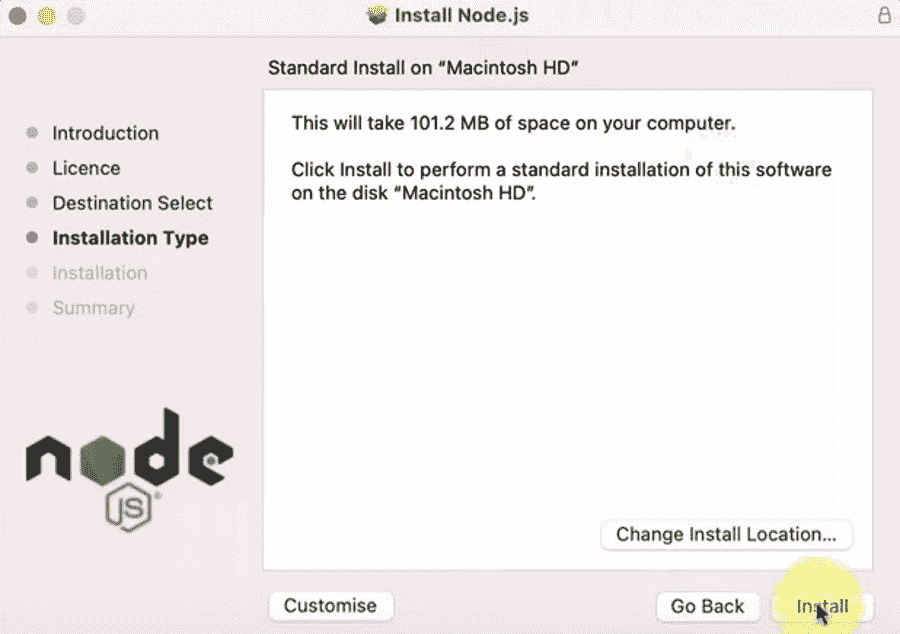 Install Node.js
Standard Install on “Macintosh HD”
Introduction
Licence
Destination Select
Installation Type
Installation
Summary
This will take 101.2 MB of space on your computer.
Click Install to perform a standard installation of this software
on the disk “Macintosh HD”.
node
JS®
Change Install Location...
Customise
Go Back
Install